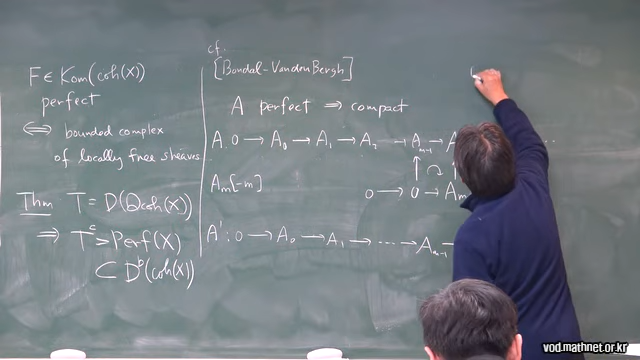 F ∈ Kom(coh(X))
perfect
⇔ bounded complex
of locally free sheaves
Thm T = D(Qcoh(X))
⇒ T^c = Perf(X)
⊂ D^b(coh(X))
cf.
[Bondal-VandenBergh]
A perfect ⇒ compact
A: 0 → A_0 → A_1 → A_2 ... → A_{m-1} → A
A_m[-m] 0 → 0 → A_m
A': 0 → A_0 → A_1 → ... → A_{m-1}
vod.mathnet.or.kr